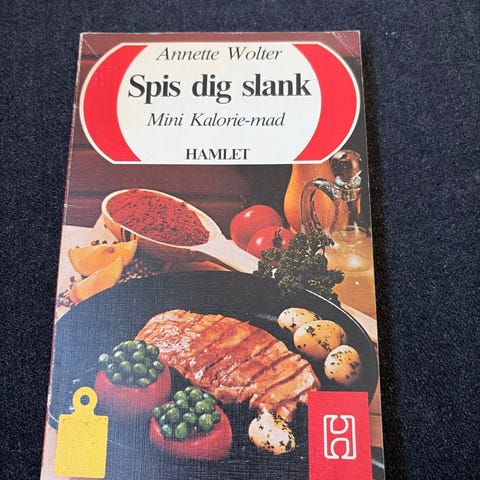 Annette Wolter
Spis dig slank
Mini Kalorie-mad
HAMLET